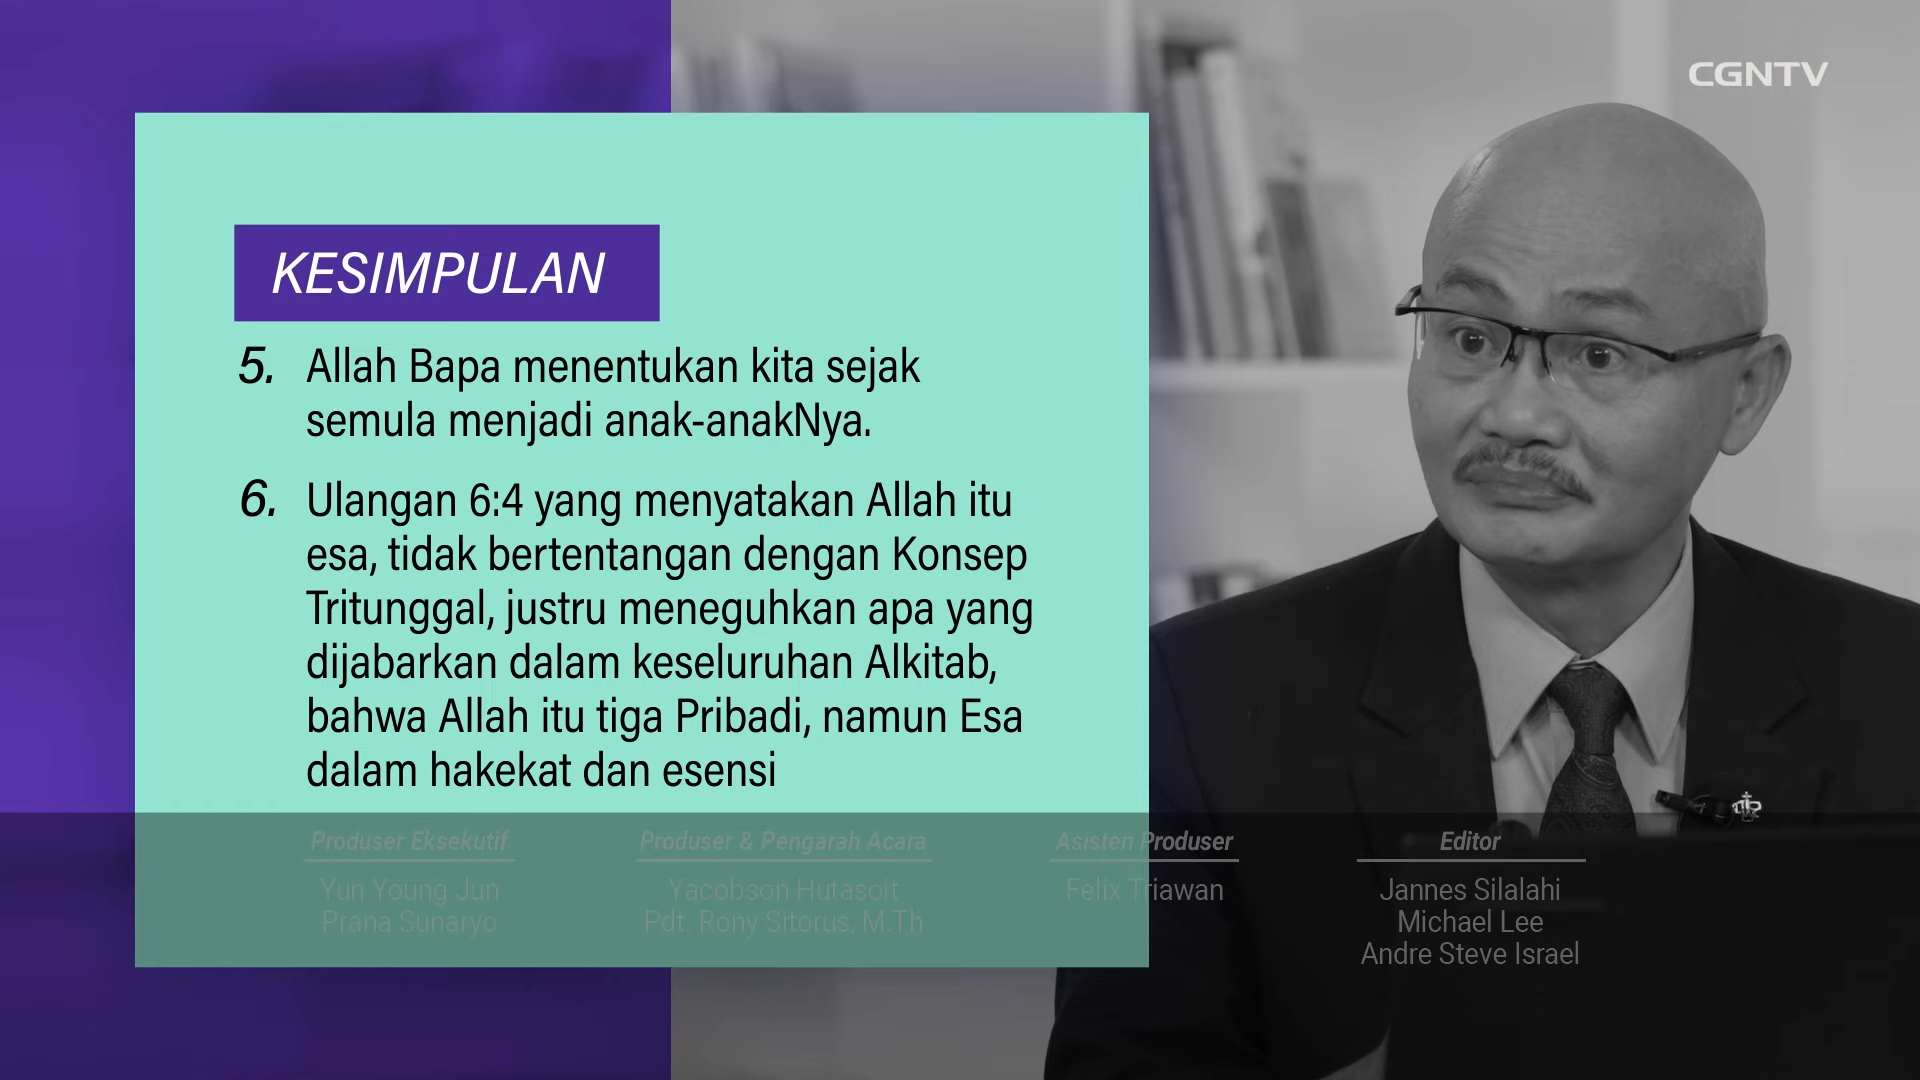 CGNTV
KESIMPULAN
5. Allah Bapa menentukan kita sejak
semula menjadi anak-anakNya.
6. Ulangan 6:4 yang menyatakan Allah itu
esa, tidak bertentangan dengan Konsep
Tritunggal, justru meneguhkan apa yang
dijabarkan dalam keseluruhan Alkitab,
bahwa Allah itu tiga Pribadi, namun Esa
dalam hakekat dan esensi
Produser Eksekutif
Yun Young Jun
Prana Sunaryo
Produser & Pengarah Acara
Yacobson Hutasoit
Pdt. Rony Sitorus, M.Th
Asisten Produser
Felix Triawan
Editor
Jannes Silalahi
Michael Lee
Andre Steve Israel